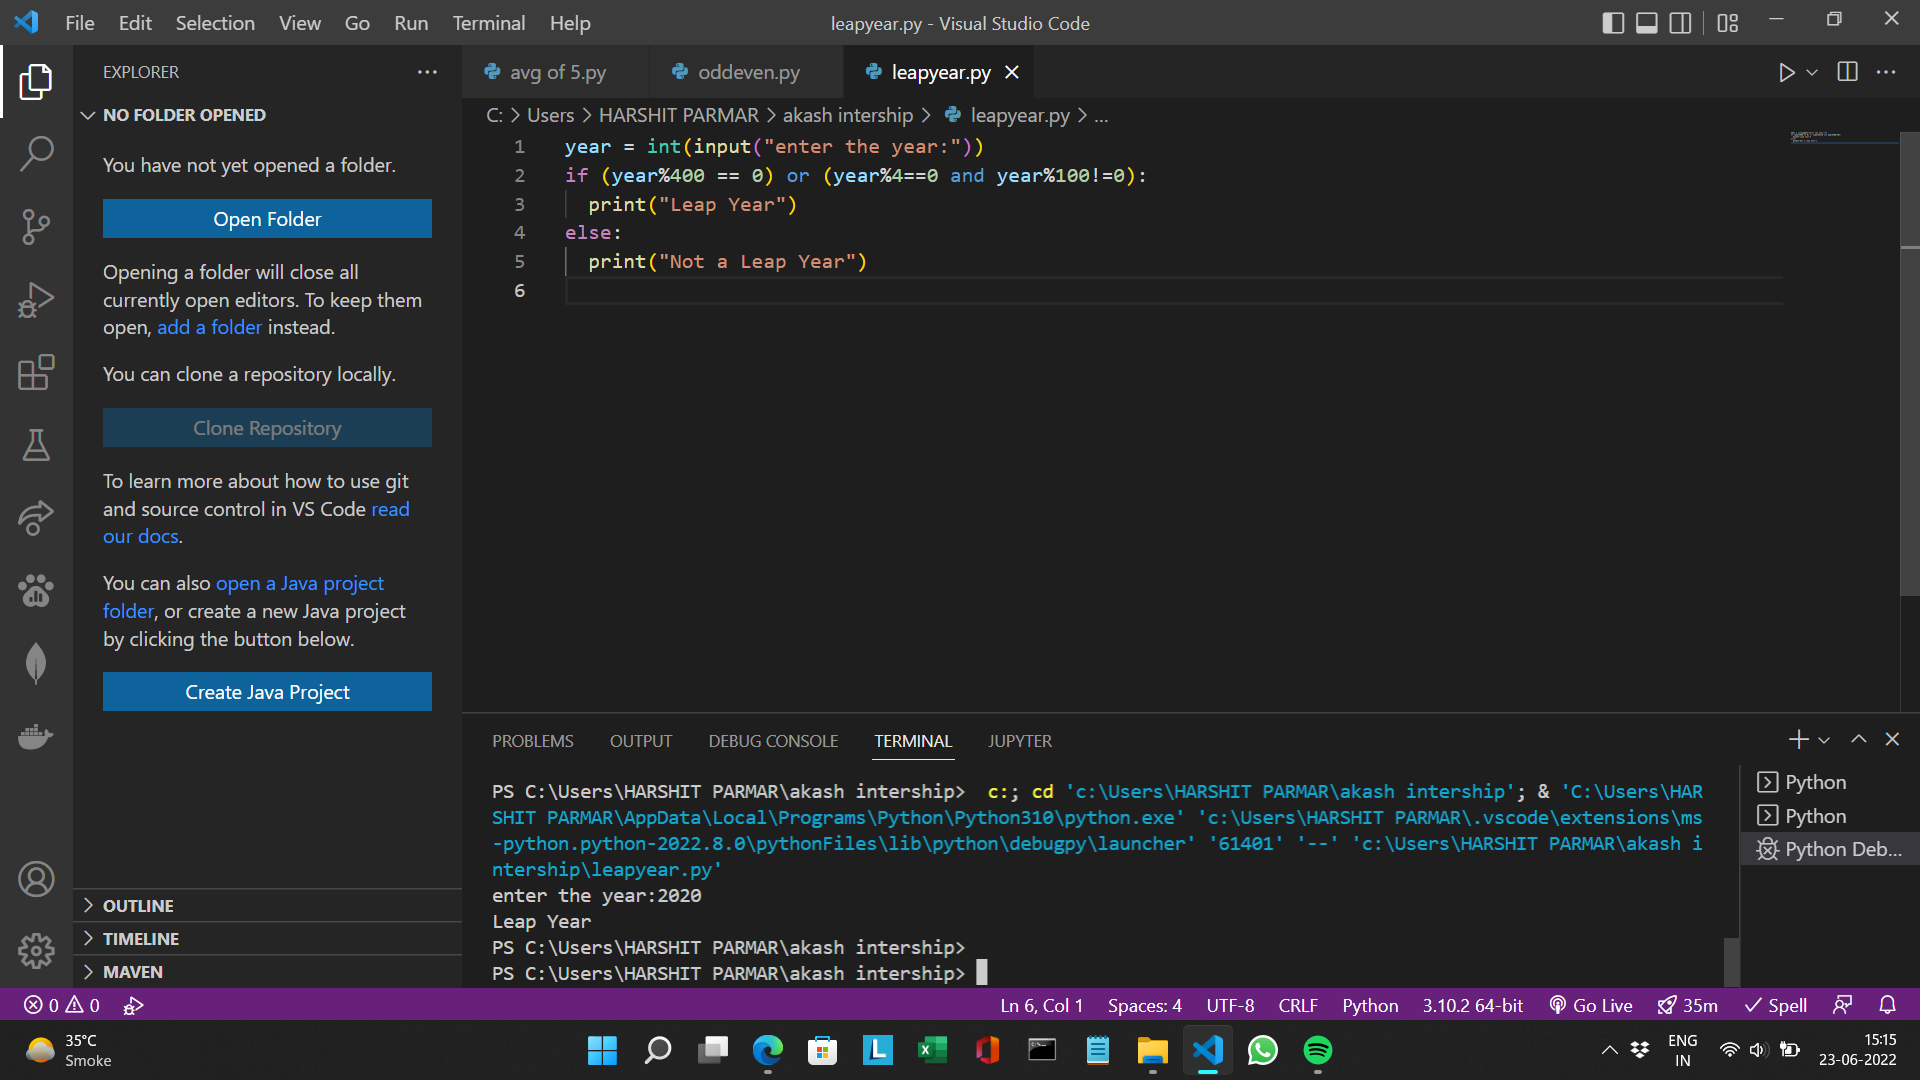 File Edit Selection View Go Run Terminal Help
leapyear.py - Visual Studio Code
EXPLORER
NO FOLDER OPENED
You have not yet opened a folder.
Open Folder
Opening a folder will close all
currently open editors. To keep them
open, add a folder instead.
You can clone a repository locally.
Clone Repository
To learn more about how to use git
and source control in VS Code read
our docs.
You can also open a Java project
folder, or create a new Java project
by clicking the button below.
Create Java Project
OUTLINE
TIMELINE
MAVEN
avg of 5.py oddeven.py leapyear.py
C: > Users > HARSHIT PARMAR > akash intership > leapyear.py > ...
1 year = int(input("enter the year:"))
2 if (year%400 == 0) or (year%4==0 and year%100!=0):
3 print("Leap Year")
4 else:
5 print("Not a Leap Year")
6
PROBLEMS OUTPUT DEBUG CONSOLE TERMINAL JUPYTER
PS C:\Users\HARSHIT PARMAR\akash intership> c:; cd 'c:\Users\HARSHIT PARMAR\akash intership'; & 'C:\Users\HAR
SHIT PARMAR\AppData\Local\Programs\Python\Python310\python.exe' 'c:\Users\HARSHIT PARMAR\.vscode\extensions\ms
-python.python-2022.8.0\pythonFiles\lib\python\debugpy\launcher' '61401' '--' 'c:\Users\HARSHIT PARMAR\akash i
ntership\leapyear.py'
enter the year:2020
Leap Year
PS C:\Users\HARSHIT PARMAR\akash intership>
PS C:\Users\HARSHIT PARMAR\akash intership>
Python
Python
Python Deb...
0 0
Ln 6, Col 1 Spaces: 4 UTF-8 CRLF Python 3.10.2 64-bit Go Live 35m Spell
35°C
Smoke
L
ENG
IN
15:15
23-06-2022